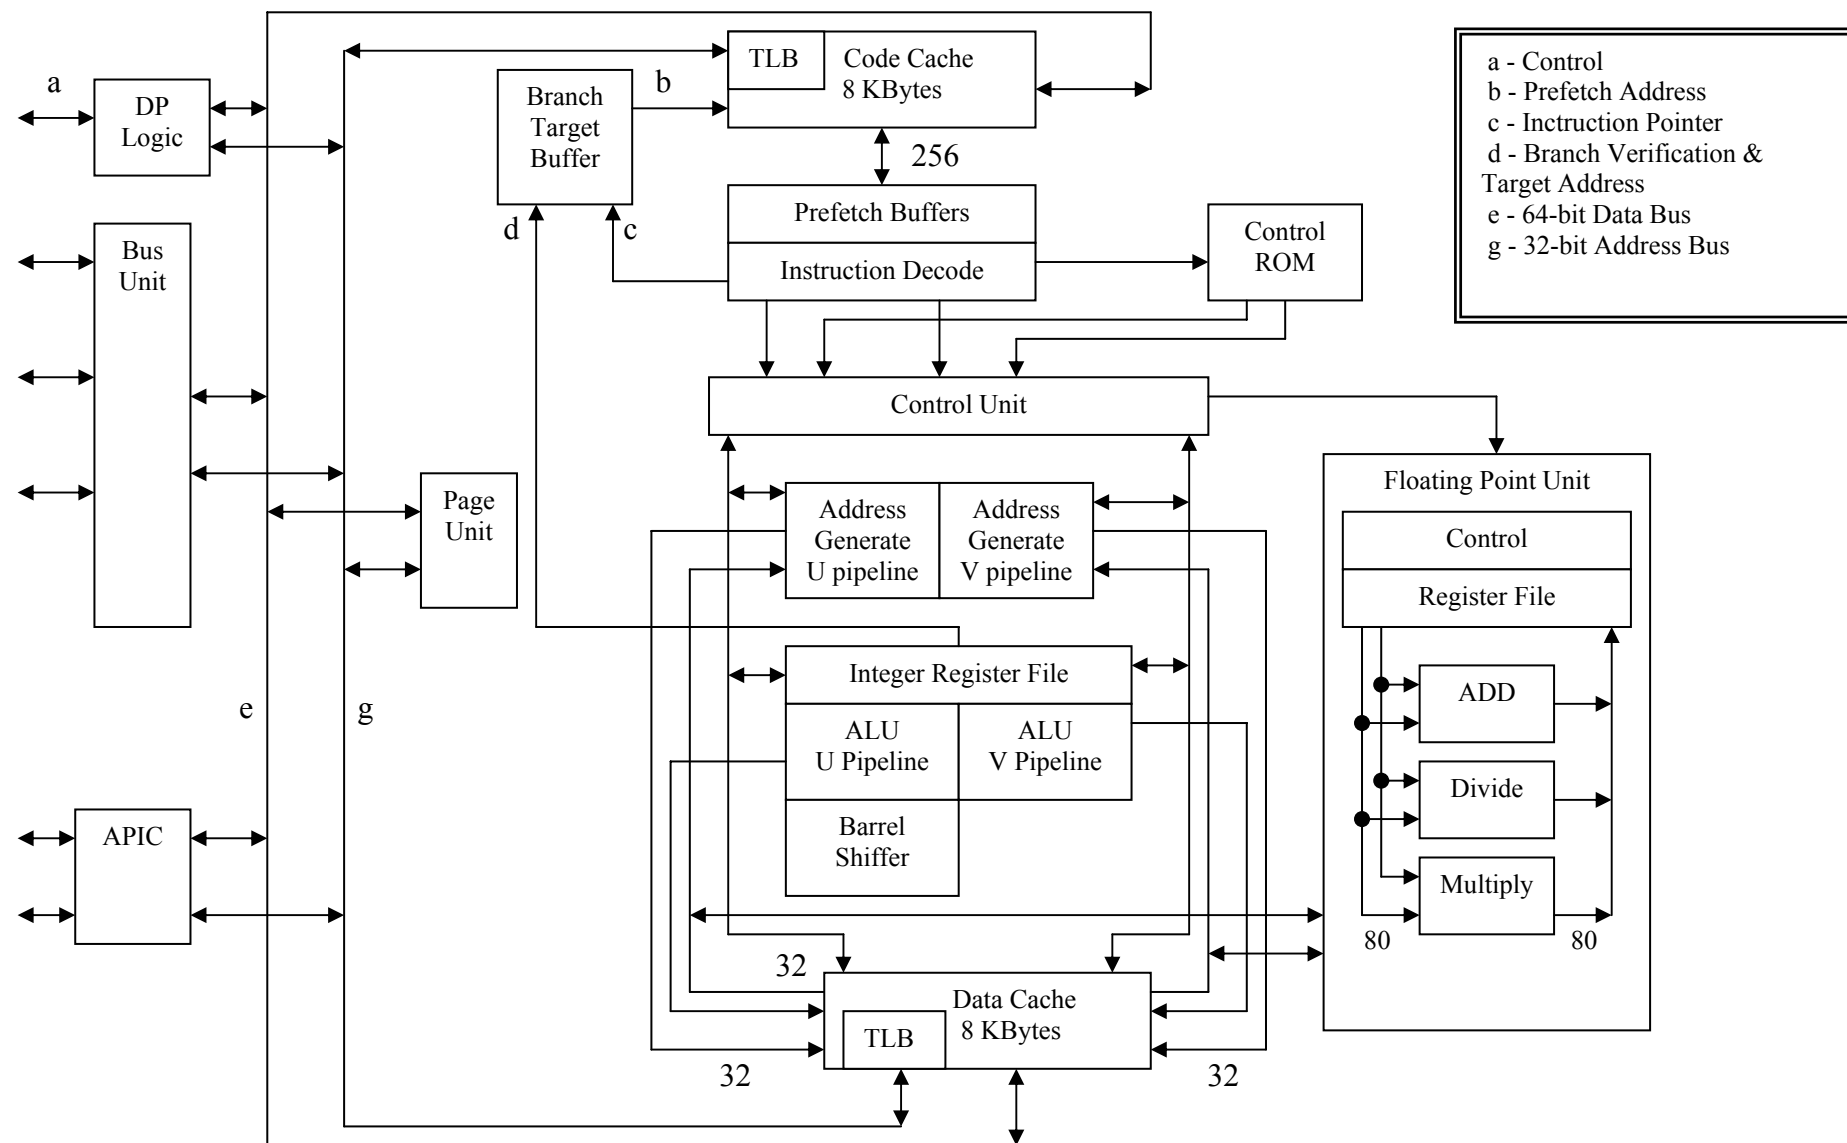 a
DP
Logic
Bus
Unit
TLB
Code Cache
8 KBytes
Branch
Target
Buffer
b
256
Prefetch Buffers
Instruction Decode
d
c
Control
ROM
a - Control
b - Prefetch Address
c - Inctruction Pointer
d - Branch Verification &
Target Address
e - 64-bit Data Bus
g - 32-bit Address Bus
Control Unit
Page
Unit
Address
Generate
U pipeline
Address
Generate
V pipeline
Floating Point Unit
Control
Register File
ADD
Divide
Multiply
80
80
Integer Register File
ALU
U Pipeline
ALU
V Pipeline
Barrel
Shiffer
e
g
APIC
32
Data Cache
8 KBytes
TLB
32
32